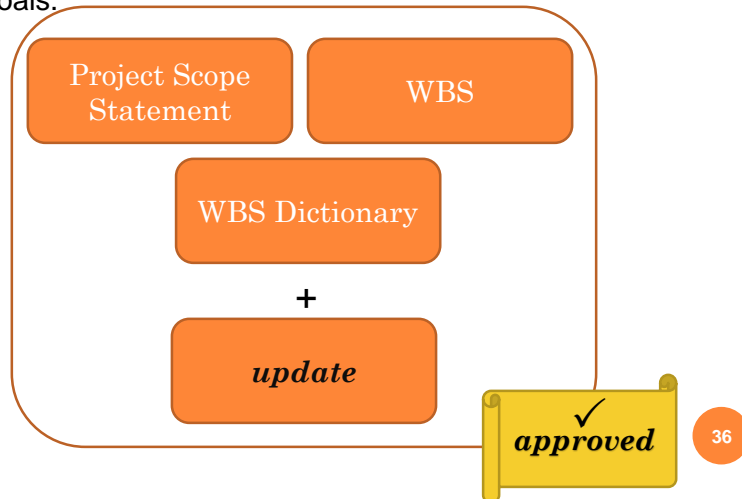 Project Scope
Statement
WBS
WBS Dictionary
+
update
✓
approved
36